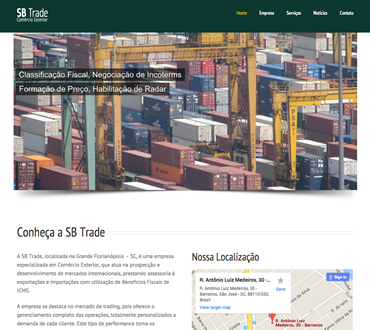 SB Trade
Comércio Exterior
Home Empresa Serviços Notícias Contato
Classificação Fiscal, Negociação de Incoterms
Formação de Preço, Habilitação de Radar
Conheça a SB Trade
A SB Trade, localizada na Grande Florianópolis – SC, é uma empresa
especializada em Comércio Exterior, que atua na prospecção e
desenvolvimento de mercados internacionais, prestando assessoria à
exportações e importações com utilização de Benefícios Fiscais de
ICMS.
A empresa se destaca no mercado de trading, pois oferece o
gerenciamento completo das operações, totalmente personalizados a
demanda de cada cliente. Este tipo de performance torna os
Nossa Localização
R. Antônio Luiz Medeiros, 30 -...
R. Antônio Luiz Medeiros, 30 -
Barreiros, São José - SC, 88110-030,
Brazil
Save
View larger map
Sign in